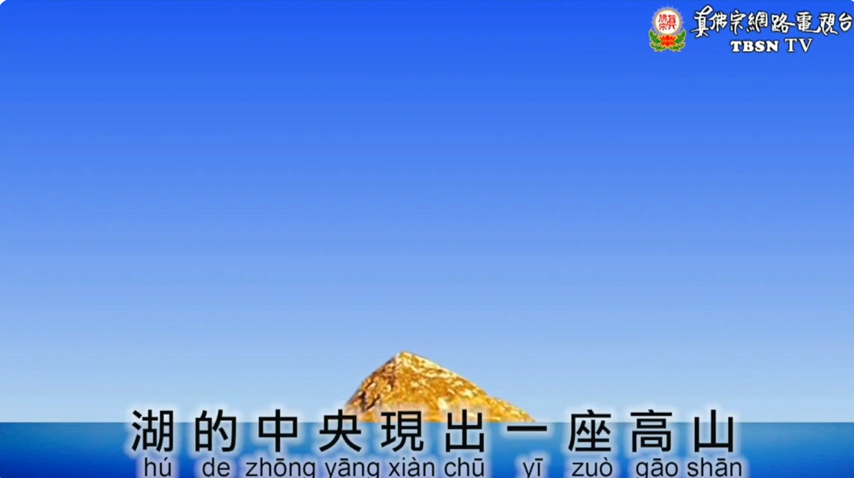 真佛宗網路電視台
TBSN TV
湖的中央現出一座高山
hú de zhōng yāng xiàn chū yī zuò gāo shān